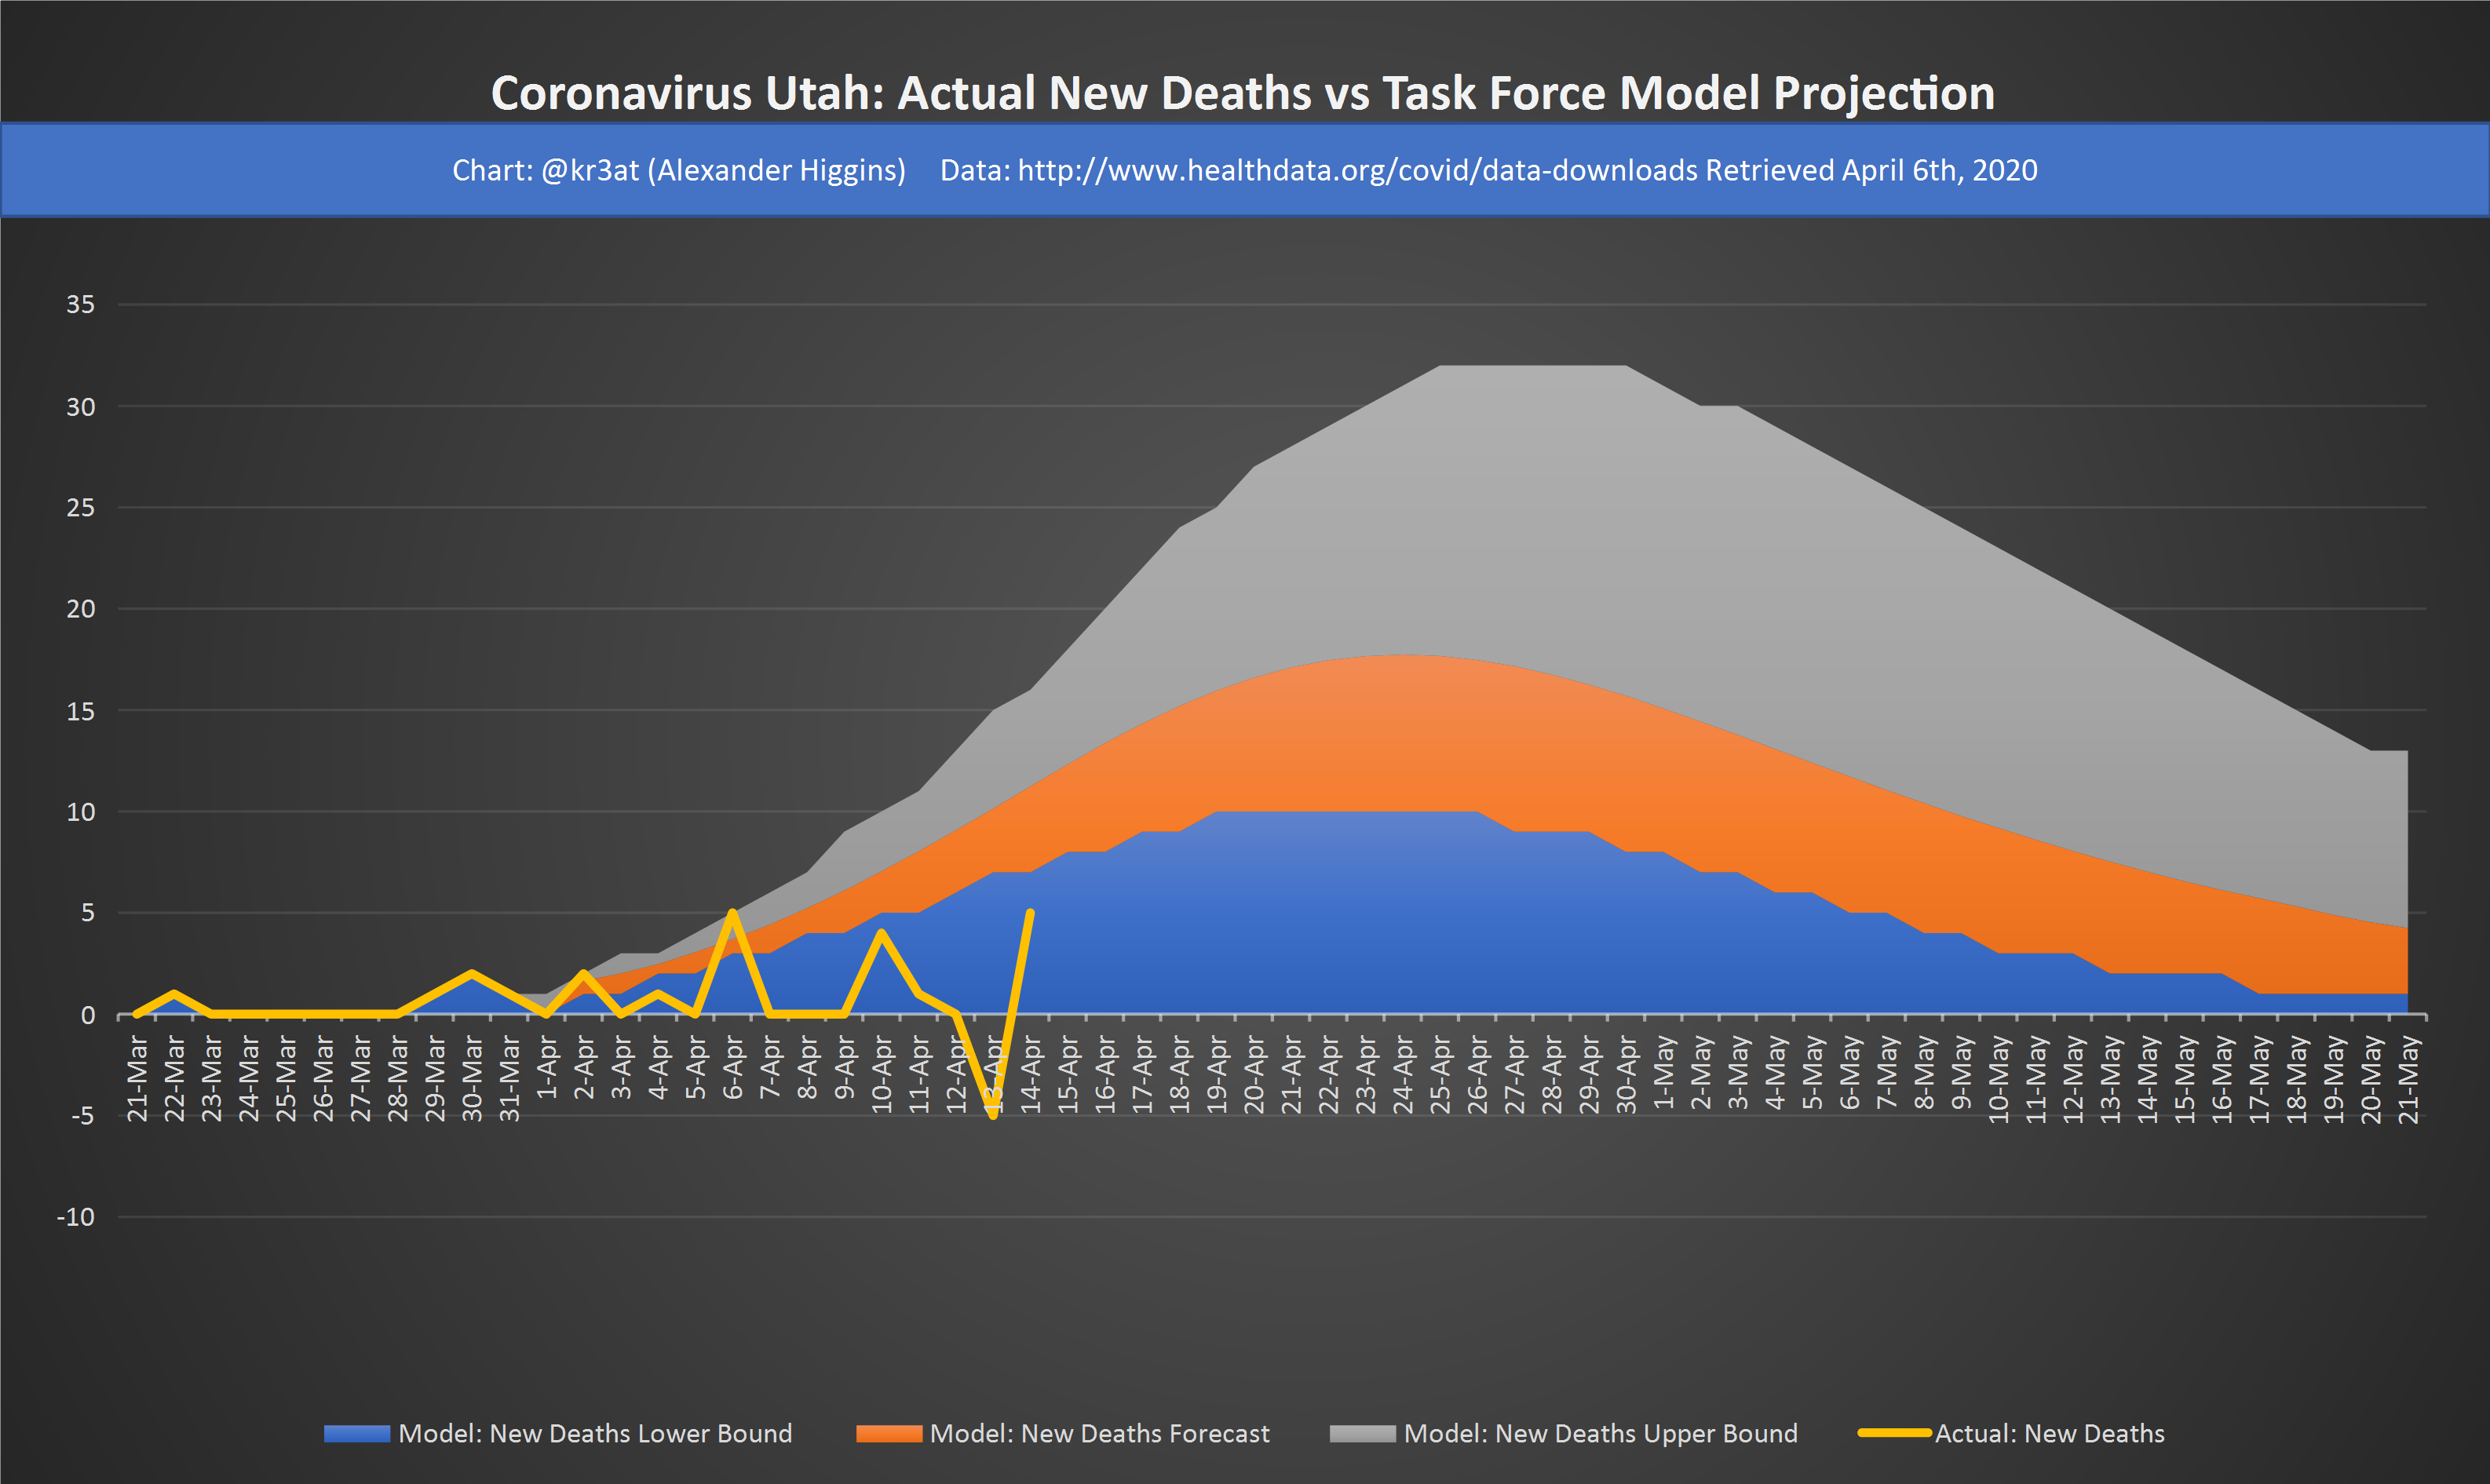 Coronavirus Utah: Actual New Deaths vs Task Force Model Projection
Chart: @kr3at (Alexander Higgins) Data: http://www.healthdata.org/covid/data-downloads Retrieved April 6th, 2020
35
30
25
20
15
10
5
0
-5
-10
21-Mar
22-Mar
23-Mar
24-Mar
25-Mar
26-Mar
27-Mar
28-Mar
29-Mar
30-Mar
31-Mar
1-Apr
2-Apr
3-Apr
4-Apr
5-Apr
6-Apr
7-Apr
8-Apr
9-Apr
10-Apr
11-Apr
12-Apr
13-Apr
14-Apr
15-Apr
16-Apr
17-Apr
18-Apr
19-Apr
20-Apr
21-Apr
22-Apr
23-Apr
24-Apr
25-Apr
26-Apr
27-Apr
28-Apr
29-Apr
30-Apr
1-May
2-May
3-May
4-May
5-May
6-May
7-May
8-May
9-May
10-May
11-May
12-May
13-May
14-May
15-May
16-May
17-May
18-May
19-May
20-May
21-May
Model: New Deaths Lower Bound
Model: New Deaths Forecast
Model: New Deaths Upper Bound
Actual: New Deaths